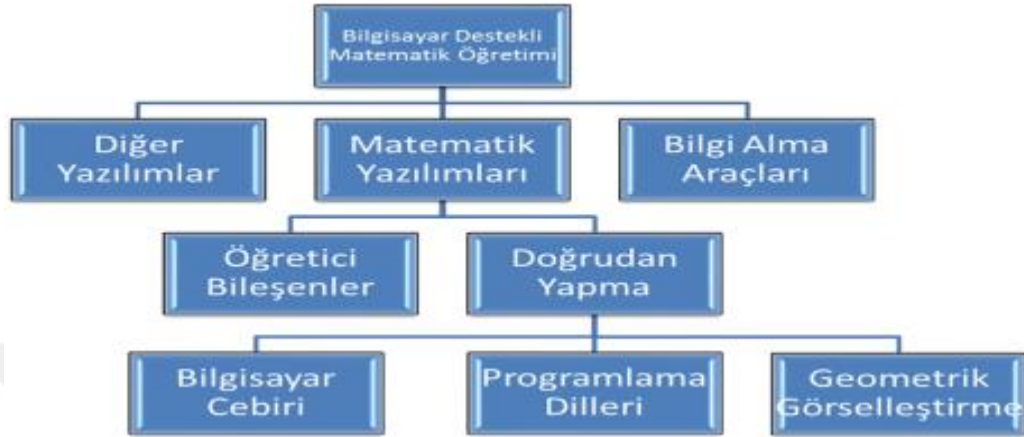 Bilgisayar Destekli
Matematik Öğretimi
Diğer
Yazılımlar
Matematik
Yazılımları
Bilgi Alma
Araçları
Öğretici
Bileşenler
Doğrudan
Yapma
Bilgisayar
Cebiri
Programlama
Dilleri
Geometrik
Görselleştirme